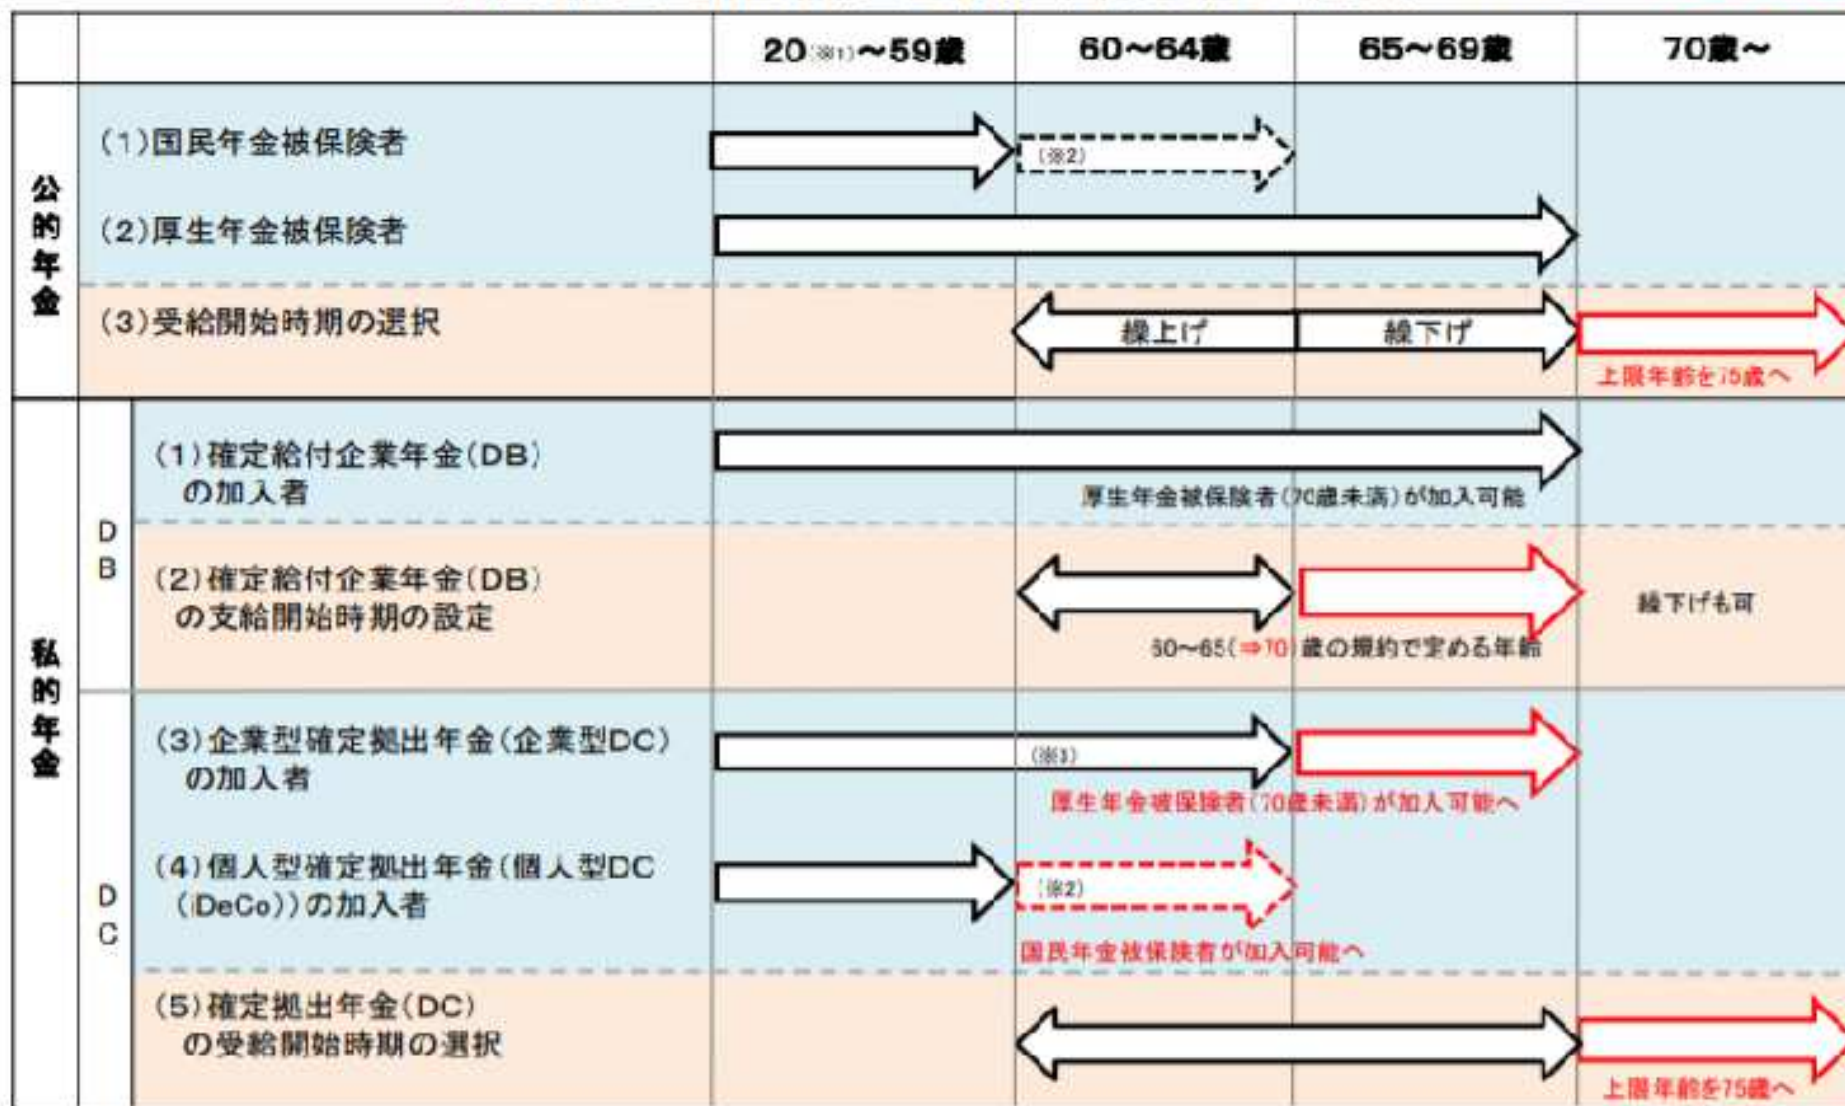 20(※1)～59歳
60～64歳
65～69歳
70歳～
公的年金
(1)国民年金被保険者
(※2)
(2)厚生年金被保険者
(3)受給開始時期の選択
繰上げ
繰下げ
上限年齢を75歳へ
私的年金
DB
(1)確定給付企業年金(DB)
の加入者
厚生年金被保険者(70歳未満)が加入可能
(2)確定給付企業年金(DB)
の支給開始時期の設定
繰下げも可
60～65(⇒70)歳の規約で定める年齢
DC
(3)企業型確定拠出年金(企業型DC)
の加入者
(※3)
厚生年金被保険者(70歳未満)が加入可能へ
(4)個人型確定拠出年金(個人型DC
(iDeCo))の加入者
(※2)
国民年金被保険者が加入可能へ
(5)確定拠出年金(DC)
の受給開始時期の選択
上限年齢を75歳へ